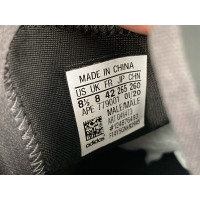 MADE IN CHINA
US UK FR JP CHN
8½ 8 42 265 260
APE 779001 01/20
MALE/MALE
adidas